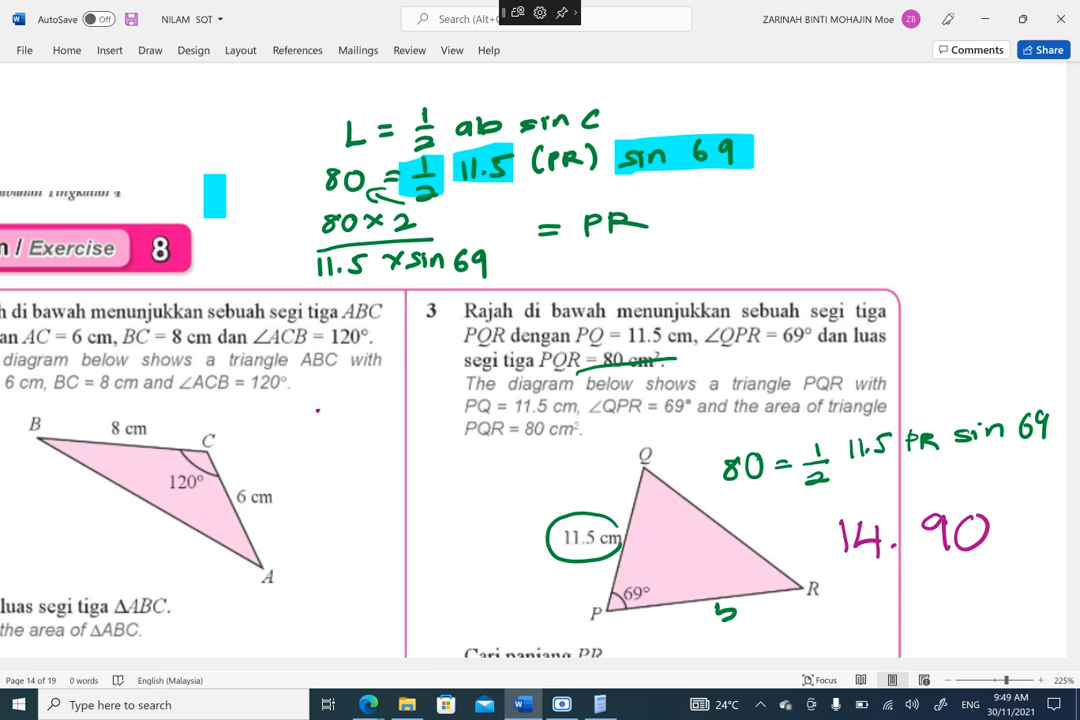 AutoSave Off NILAM SOT Search (Alt+ ZARINAH BINTI MOHAJIN Moe ZB
File Home Insert Draw Design Layout References Mailings Review View Help Comments Share
L = 1/2 ab sin C
80 = 1/2 11.5 (PR) sin 69
80 × 2 / 11.5 × sin 69 = PR
n / Exercise 8
h di bawah menunjukkan sebuah segi tiga ABC
an AC = 6 cm, BC = 8 cm dan ∠ACB = 120°.
diagram below shows a triangle ABC with
6 cm, BC = 8 cm and ∠ACB = 120°.
B
8 cm
C
120°
6 cm
A
luas segi tiga ΔABC.
the area of ΔABC.
3 Rajah di bawah menunjukkan sebuah segi tiga
PQR dengan PQ = 11.5 cm, ∠QPR = 69° dan luas
segi tiga PQR = 80 cm².
The diagram below shows a triangle PQR with
PQ = 11.5 cm, ∠QPR = 69° and the area of triangle
PQR = 80 cm².
80 = 1/2 11.5 PR sin 69
Q
11.5 cm
14.90
69°
P
b
R
Cari panjang PR
Page 14 of 19 0 words English (Malaysia) Focus 225%
Type here to search 24°C ENG 9:49 AM
30/11/2021